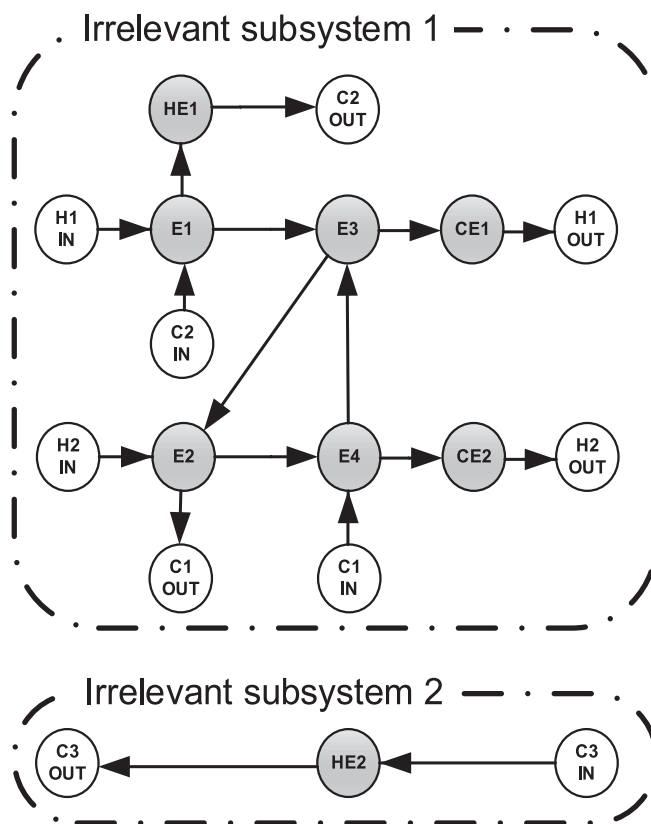 Irrelevant subsystem 1
HE1
C2
OUT
H1
IN
E1
E3
CE1
H1
OUT
C2
IN
H2
IN
E2
E4
CE2
H2
OUT
C1
OUT
C1
IN
Irrelevant subsystem 2
C3
OUT
HE2
C3
IN